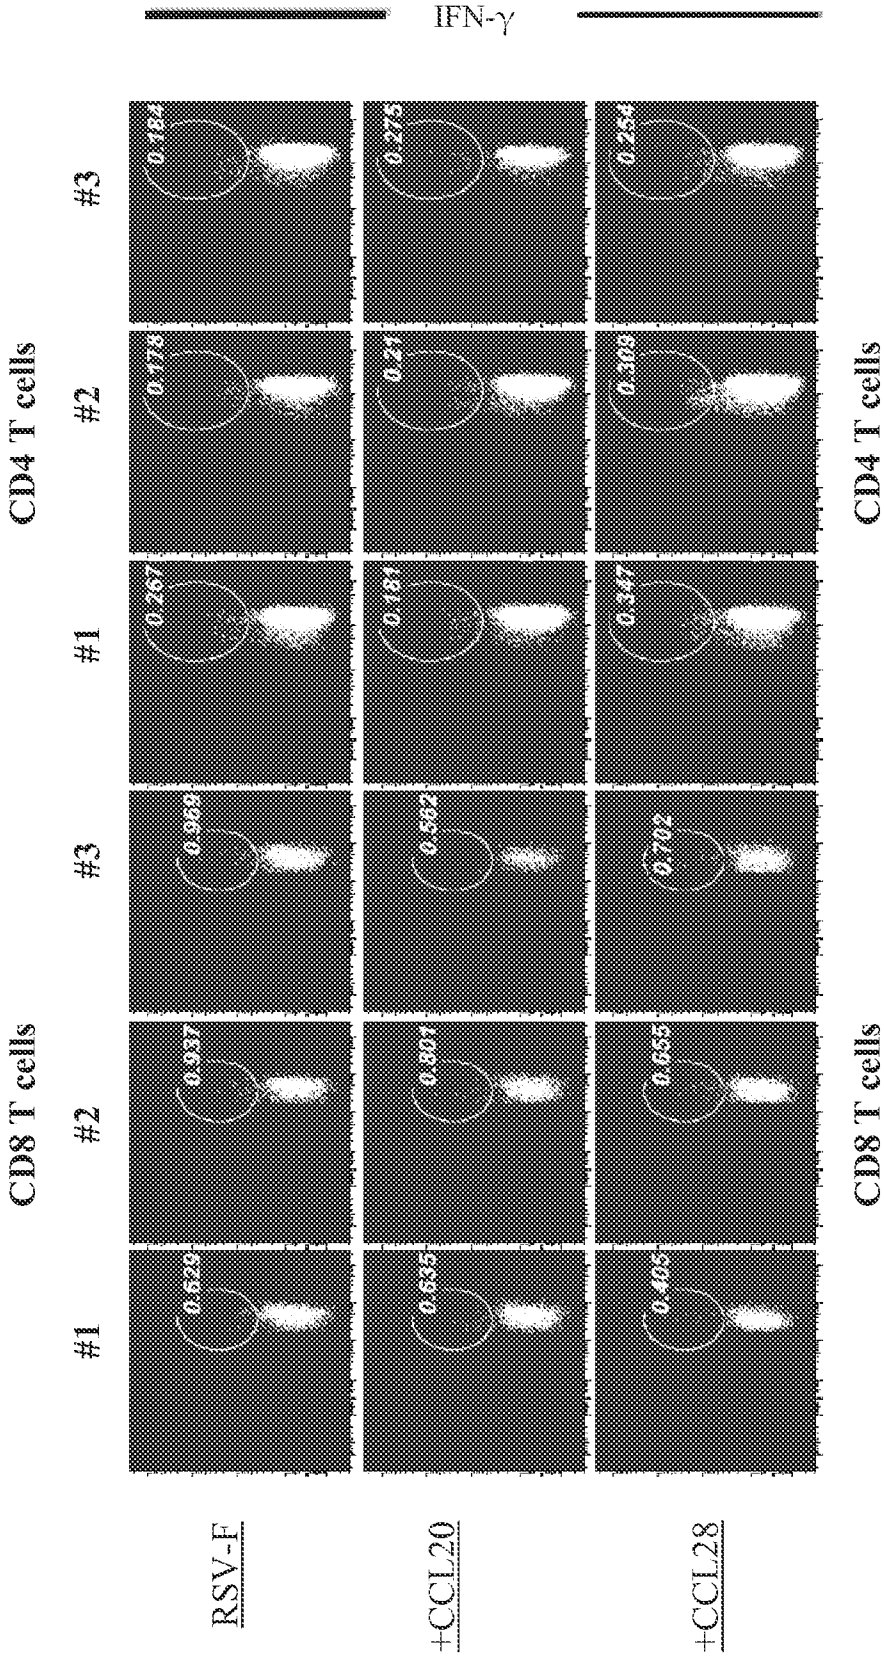 CD8 T cells CD4 T cells
#1 #2 #3 #1 #2 #3
RSV-F 0.629 0.937 0.969 0.267 0.178 0.184
+CCL20 0.635 0.801 0.562 0.181 0.21 0.275
+CCL28 0.405 0.655 0.702 0.347 0.309 0.254
CD8 T cells CD4 T cells
IFN-γ